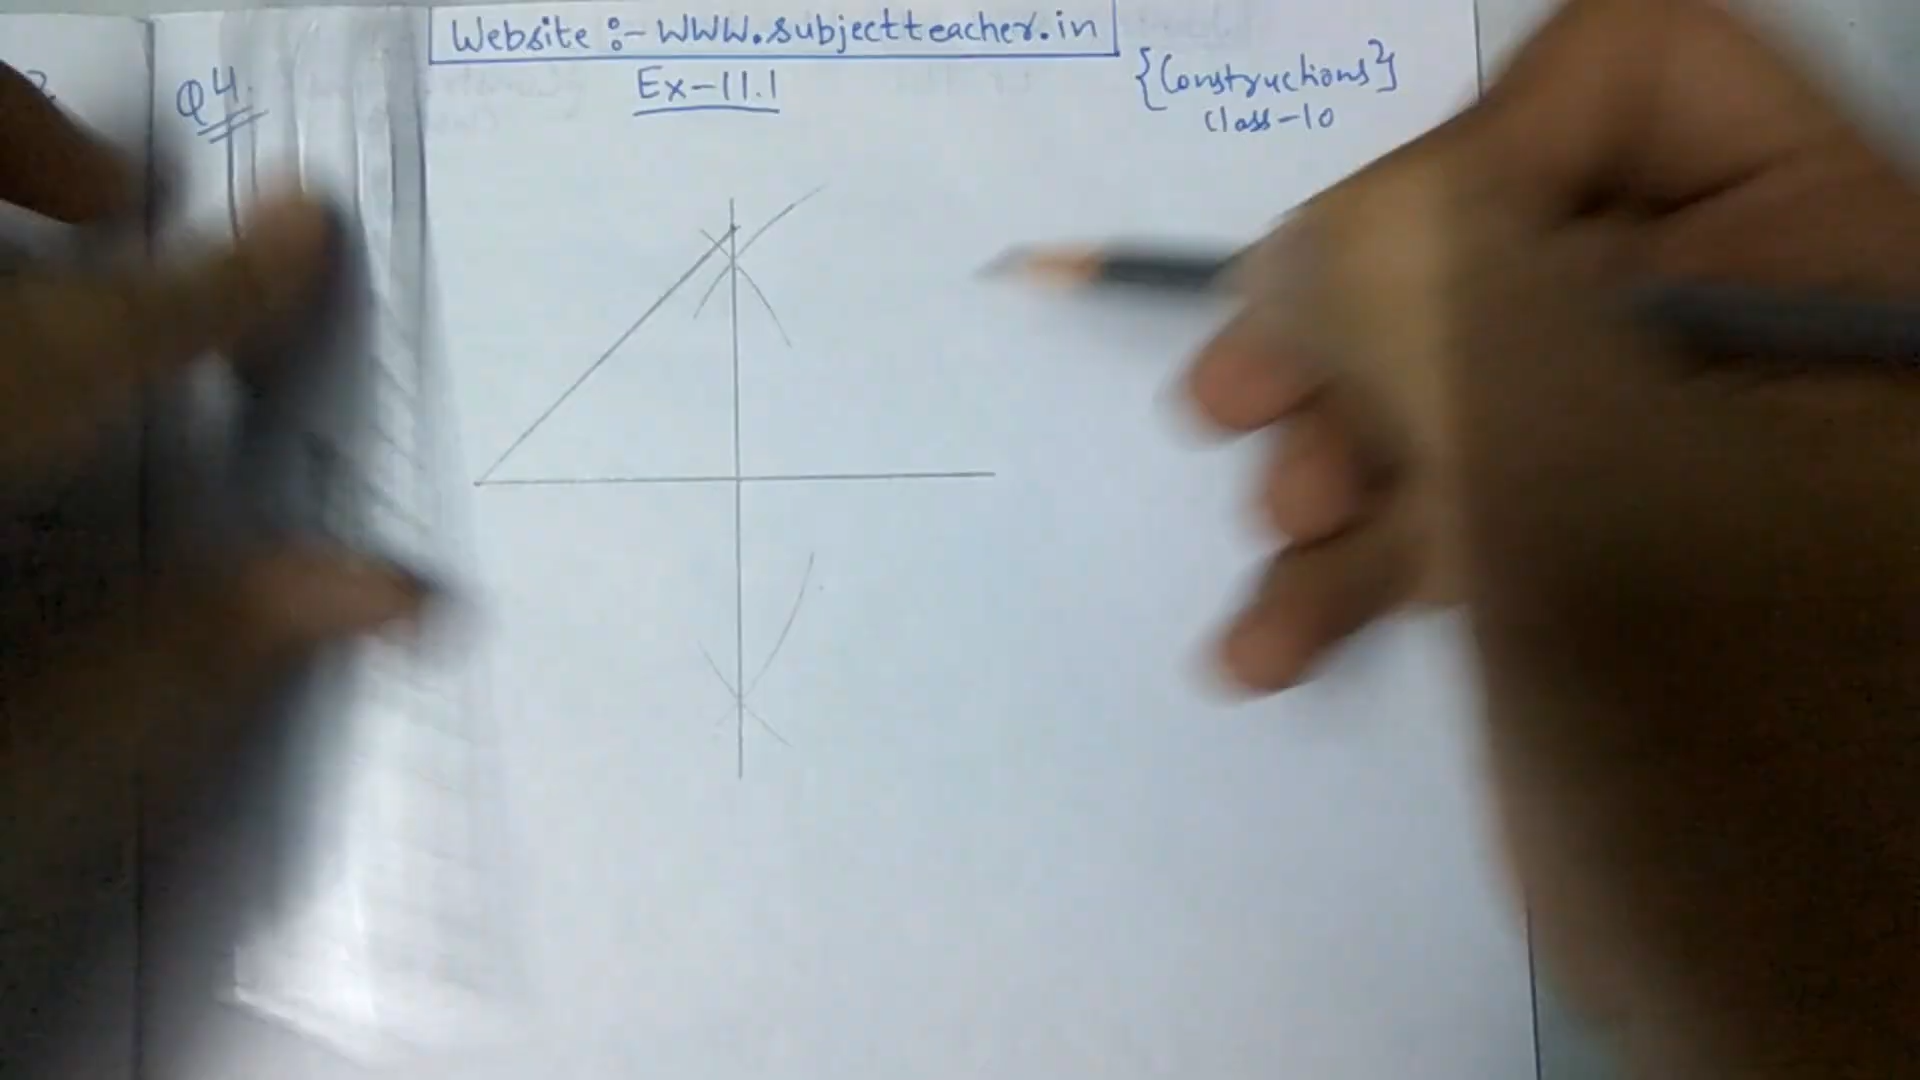 Website :- WWW.subjectteacher.in
Q4.
Ex-11.1
{Constructions}
Class-10